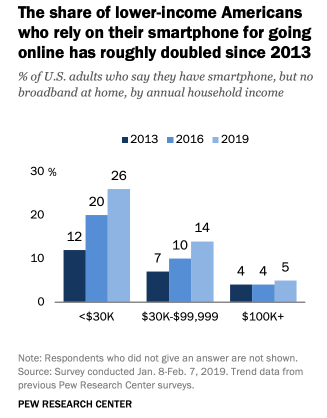 The share of lower-income Americans
who rely on their smartphone for going
online has roughly doubled since 2013
% of U.S. adults who say they have smartphone, but no
broadband at home, by annual household income
2013 2016 2019
30 %
20
10
0
12
20
26
7
10
14
4
4
5
<$30K
$30K-$99,999
$100K+
Note: Respondents who did not give an answer are not shown.
Source: Survey conducted Jan. 8-Feb. 7, 2019. Trend data from
previous Pew Research Center surveys.
PEW RESEARCH CENTER